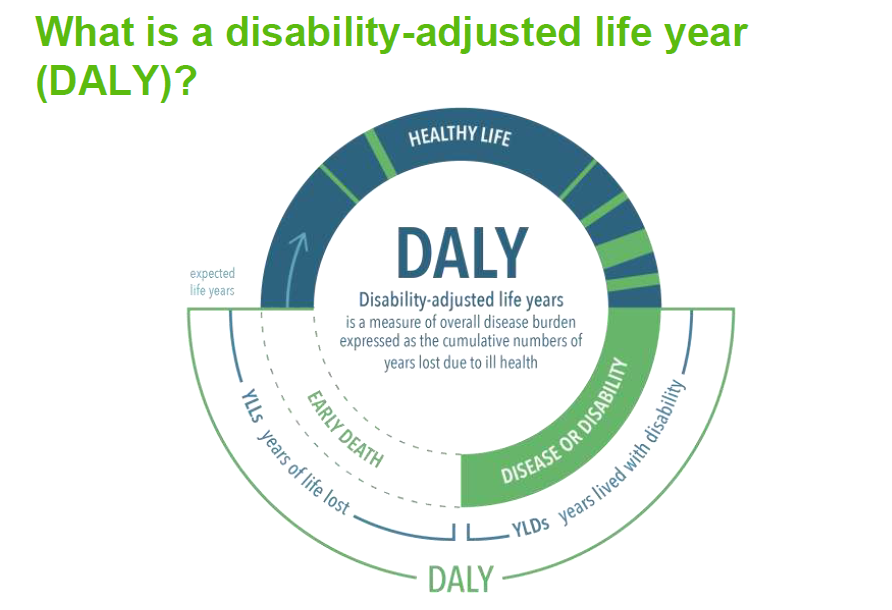 What is a disability-adjusted life year
(DALY)?
HEALTHY LIFE
expected
life years
DALY
Disability-adjusted life years
is a measure of overall disease burden
expressed as the cumulative numbers of
years lost due to ill health
EARLY DEATH
DISEASE OR DISABILITY
YLLs years of life lost
YLDs years lived with disability
DALY